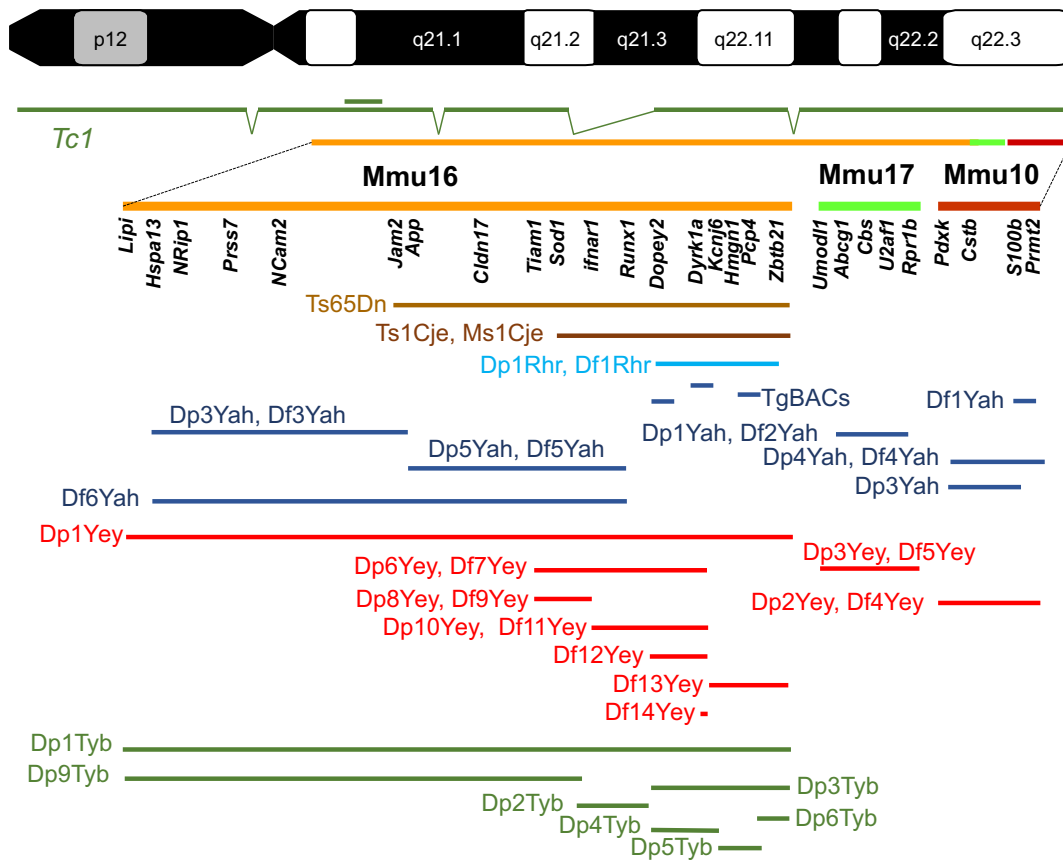 p12 q21.1 q21.2 q21.3 q22.11 q22.2 q22.3
Tc1
Mmu16 Mmu17 Mmu10
Lipi Hspa13 NRip1 Prss7 NCam2 Jam2 App Cldn17 Tiam1 Sod1 ifnar1 Runx1 Dopey2 Dyrk1a Kcnj6 Hmgn1 Pcp4 Zbtb21 Umodl1 Abcg1 Cbs U2af1 Rpr1b Pdxk Cstb S100b Prmt2
Ts65Dn
Ts1Cje, Ms1Cje
Dp1Rhr, Df1Rhr
TgBACs Df1Yah
Dp3Yah, Df3Yah
Dp1Yah, Df2Yah
Dp5Yah, Df5Yah Dp4Yah, Df4Yah
Dp3Yah
Df6Yah
Dp1Yey
Dp3Yey, Df5Yey
Dp6Yey, Df7Yey
Dp8Yey, Df9Yey Dp2Yey, Df4Yey
Dp10Yey, Df11Yey
Df12Yey
Df13Yey
Df14Yey
Dp1Tyb
Dp9Tyb
Dp3Tyb
Dp2Tyb
Dp6Tyb
Dp4Tyb
Dp5Tyb